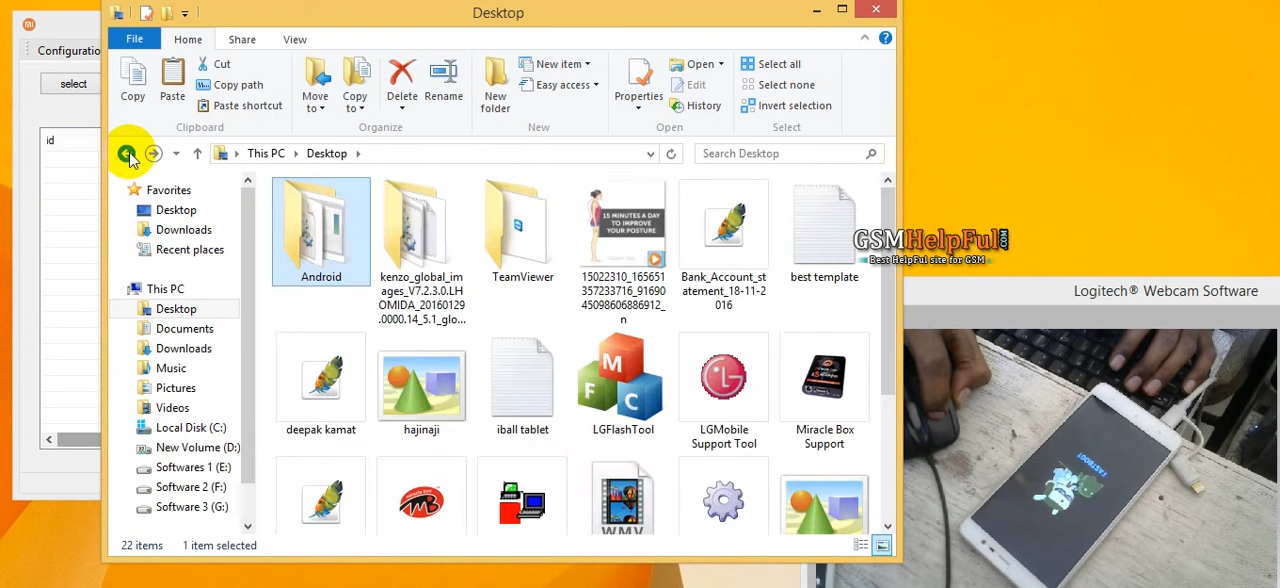 Desktop
File
Home
Share
View
Configuratio
select
id
Copy
Paste
Cut
Copy path
Paste shortcut
Clipboard
Move
to
Copy
to
Delete
Rename
Organize
New
folder
New item
Easy access
New
Properties
Open
Edit
History
Open
Select all
Select none
Invert selection
Select
This PC
Desktop
Search Desktop
Favorites
Desktop
Downloads
Recent places
This PC
Desktop
Documents
Downloads
Music
Pictures
Videos
Local Disk (C:)
New Volume (D:)
Softwares 1 (E:)
Software 2 (F:)
Software 3 (G:)
Android
kenzo_global_im
ages_V7.2.3.0.LH
OMIDA_20160129
.0000.14_5.1_glo...
TeamViewer
15 MINUTES A DAY
TO IMPROVE
YOUR POSTURE
15022310_165651
357233716_91690
45098606886912_
n
Bank_Account_st
atement_18-11-2
016
best template
deepak kamat
hajinaji
iball tablet
M
F
C
LGFlashTool
LG
LGMobile
Support Tool
Miracle Box
Support
WMV
22 items
1 item selected
GSMHelpFul.COM
Best HelpFul site for GSM
Logitech® Webcam Software
FASTBOOT